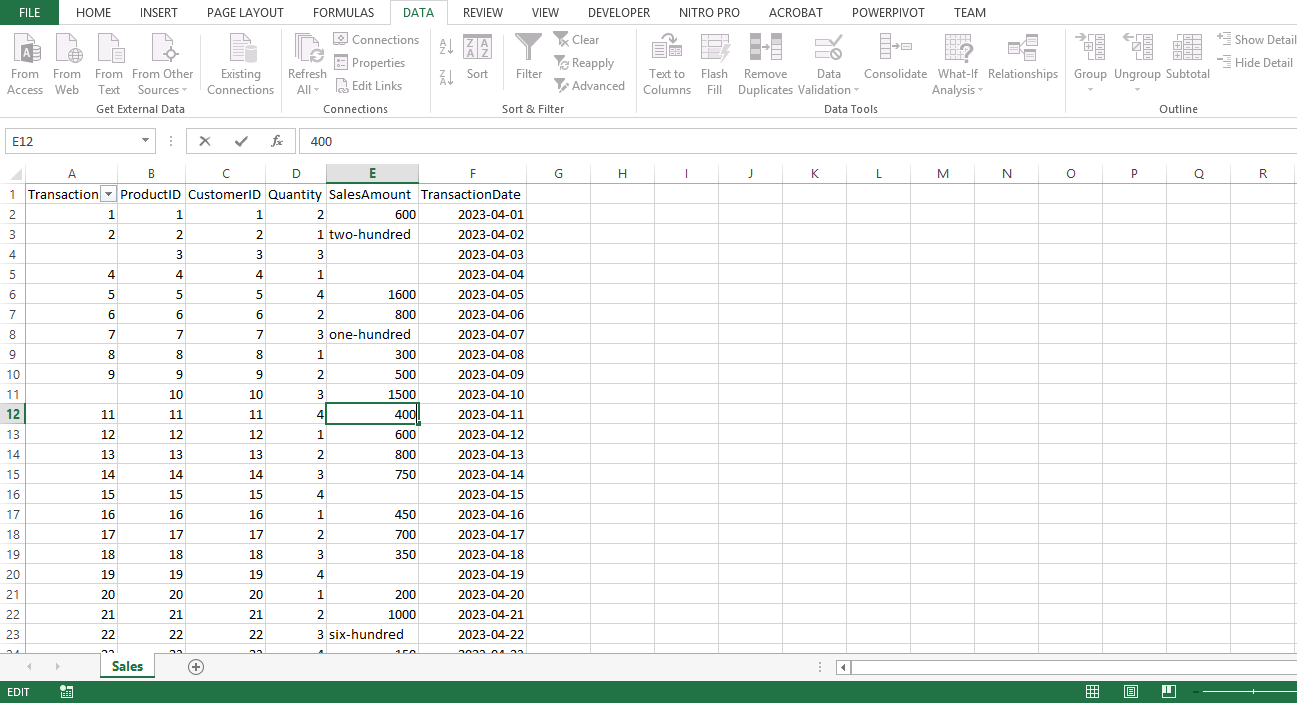 FILE HOME INSERT PAGE LAYOUT FORMULAS DATA REVIEW VIEW DEVELOPER NITRO PRO ACROBAT POWERPIVOT TEAM
From Access From Web From Text From Other Sources Existing Connections Refresh All Connections Properties Edit Links Sort Filter Clear Reapply Advanced Text to Columns Flash Fill Remove Duplicates Data Validation Consolidate What-If Analysis Relationships Group Ungroup Subtotal Show Detail Hide Detail
Get External Data Connections Sort & Filter Data Tools Outline
E12 fx 400
A B C D E F G H I J K L M N O P Q R
1 Transaction ProductID CustomerID Quantity SalesAmount TransactionDate
2 1 1 1 2 600 2023-04-01
3 2 2 2 1 two-hundred 2023-04-02
4 3 3 3 2023-04-03
5 4 4 4 1 2023-04-04
6 5 5 5 4 1600 2023-04-05
7 6 6 6 2 800 2023-04-06
8 7 7 7 3 one-hundred 2023-04-07
9 8 8 8 1 300 2023-04-08
10 9 9 9 2 500 2023-04-09
11 10 10 3 1500 2023-04-10
12 11 11 11 4 400 2023-04-11
13 12 12 12 1 600 2023-04-12
14 13 13 13 2 800 2023-04-13
15 14 14 14 3 750 2023-04-14
16 15 15 15 4 2023-04-15
17 16 16 16 1 450 2023-04-16
18 17 17 17 2 700 2023-04-17
19 18 18 18 3 350 2023-04-18
20 19 19 19 4 2023-04-19
21 20 20 20 1 200 2023-04-20
22 21 21 21 2 1000 2023-04-21
23 22 22 22 3 six-hundred 2023-04-22
Sales
EDIT